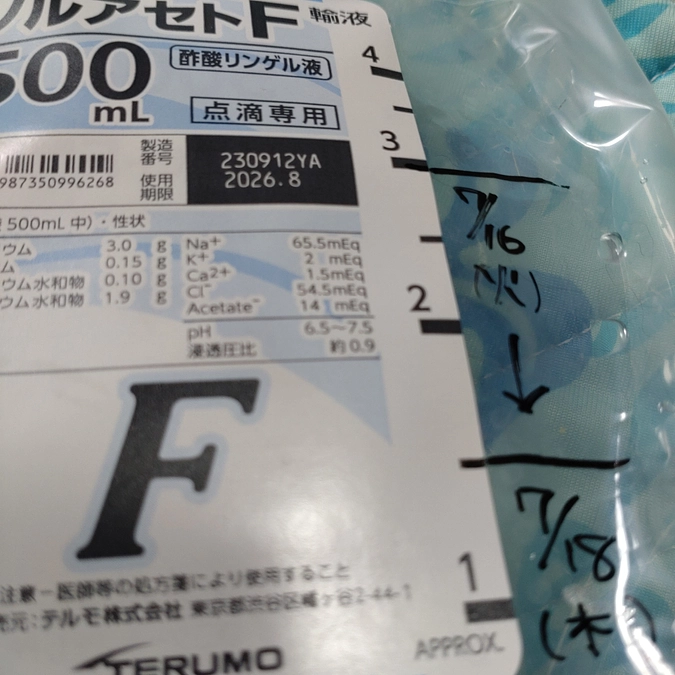 ルアセトF 輸液
500mL
酢酸リンゲル液
点滴専用
製造番号 230912YA
987350996268
使用期限 2026.8
500mL 中)・性状
ウム 3.0 g
ム 0.15 g
ウム水和物 0.10 g
ウム水和物 1.9 g
Na⁺ 65.5mEq
K⁺ 2 mEq
Ca²⁺ 1.5mEq
Cl⁻ 54.5mEq
Acetate⁻ 14 mEq
pH 6.5〜7.5
浸透圧比 約0.9
F
注意-医師等の処方箋により使用すること
売元:テルモ株式会社 東京都渋谷区幡ヶ谷2-44-1
TERUMO
4
3
2
1
APPROX.
7/16
(火)
↓
7/18
(木)